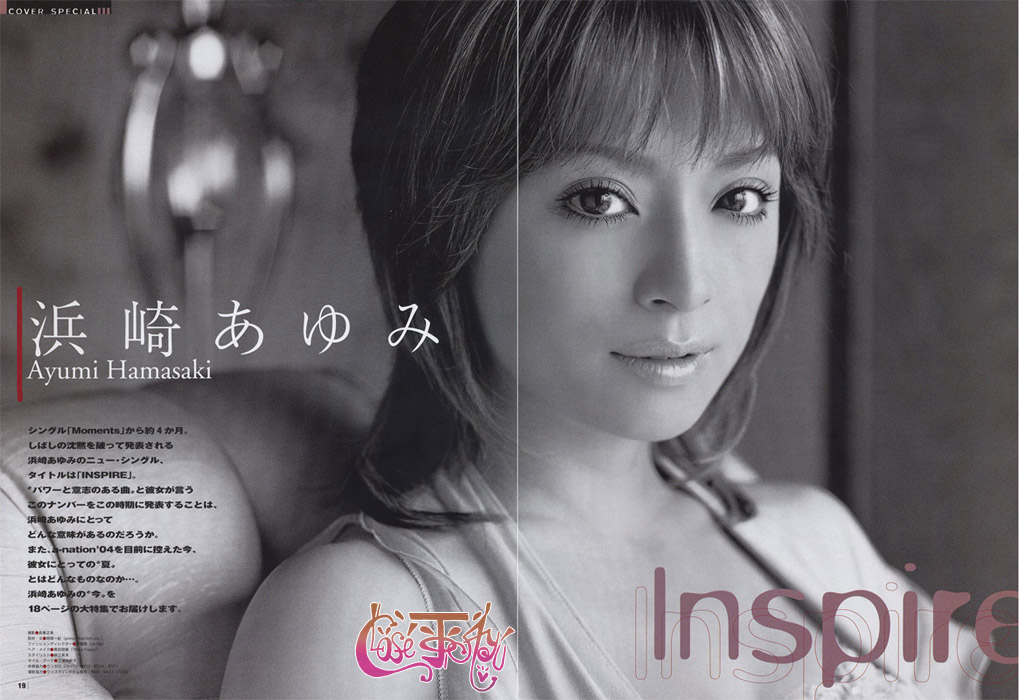 COVER SPECIAL
浜崎あゆみ
Ayumi Hamasaki
シングル「Moments」から約4か月。
しばしの沈黙を破って発表される
浜崎あゆみのニュー・シングル、
タイトルは「INSPIRE」。
“パワーと意志のある曲”と彼女が言う
このナンバーをこの時期に発表することは、
浜崎あゆみにとって
どんな意味があるのだろうか。
また、a-nation'04を目前に控えた今、
彼女にとっての“夏”
とはどんなものなのか…。
浜崎あゆみの“今”を
18ページの大特集でお届けします。
19
Inspire